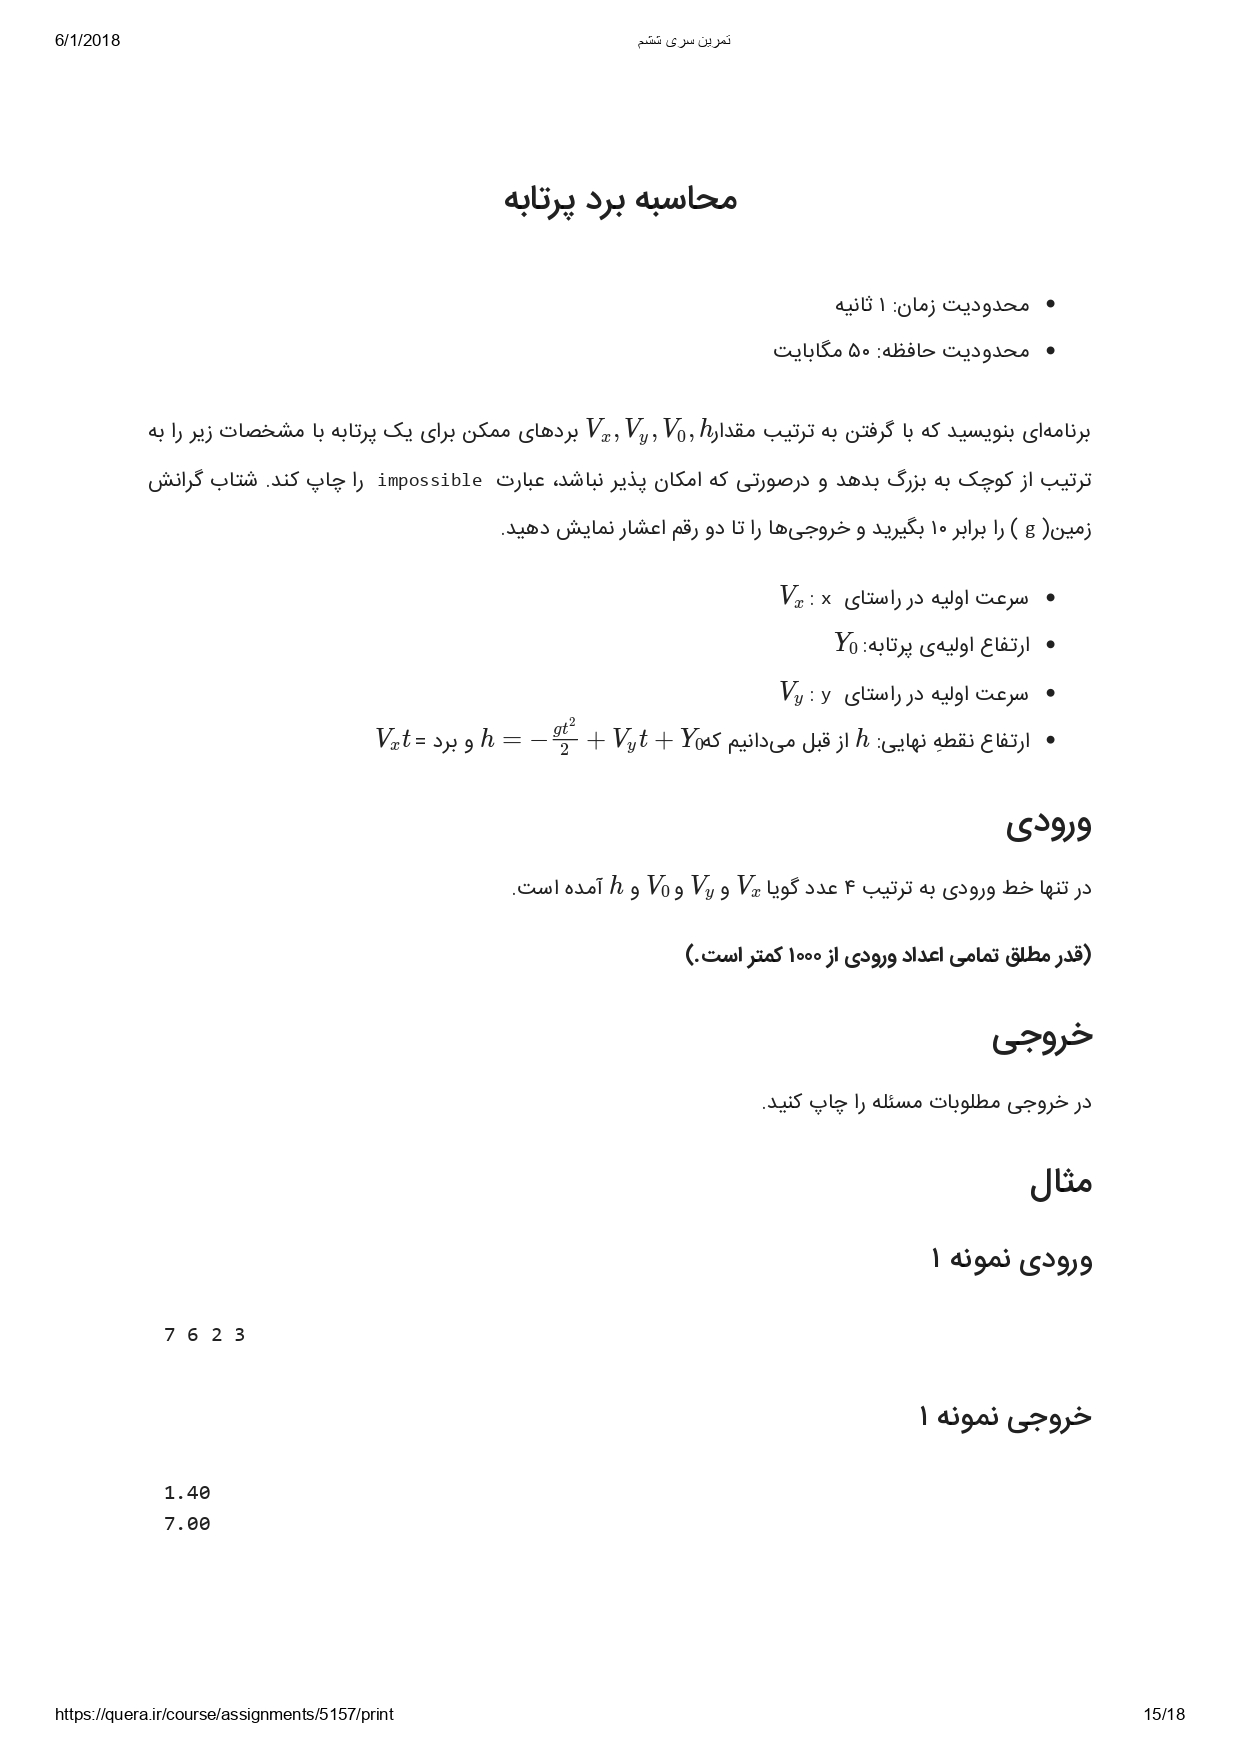 6/1/2018 تمرین سری ششم
محاسبه برد پرتابه
• محدودیت زمان: ۱ ثانیه
• محدودیت حافظه: ۵۰ مگابایت
برنامه‌ای بنویسید که با گرفتن به ترتیب مقدار $V_x, V_y, V_0, h$ بردهای ممکن برای یک پرتابه با مشخصات زیر را به
ترتیب از کوچک به بزرگ بدهد و درصورتی که امکان پذیر نباشد، عبارت impossible را چاپ کند. شتاب گرانش
زمین( g ) را برابر ۱۰ بگیرید و خروجی‌ها را تا دو رقم اعشار نمایش دهید.
• سرعت اولیه در راستای x : $V_x$
• ارتفاع اولیه‌ی پرتابه: $Y_0$
• سرعت اولیه در راستای y : $V_y$
• ارتفاع نقطهِ نهایی: $h$ از قبل می‌دانیم که $h = -\frac{gt^2}{2} + V_y t + Y_0$ و برد = $V_x t$
ورودی
در تنها خط ورودی به ترتیب ۴ عدد گویا $V_x$ و $V_y$ و $V_0$ و $h$ آمده است.
(قدر مطلق تمامی اعداد ورودی از ۱۰۰۰ کمتر است.)
خروجی
در خروجی مطلوبات مسئله را چاپ کنید.
مثال
ورودی نمونه ۱
7 6 2 3
خروجی نمونه ۱
1.40
7.00
https://quera.ir/course/assignments/5157/print 15/18